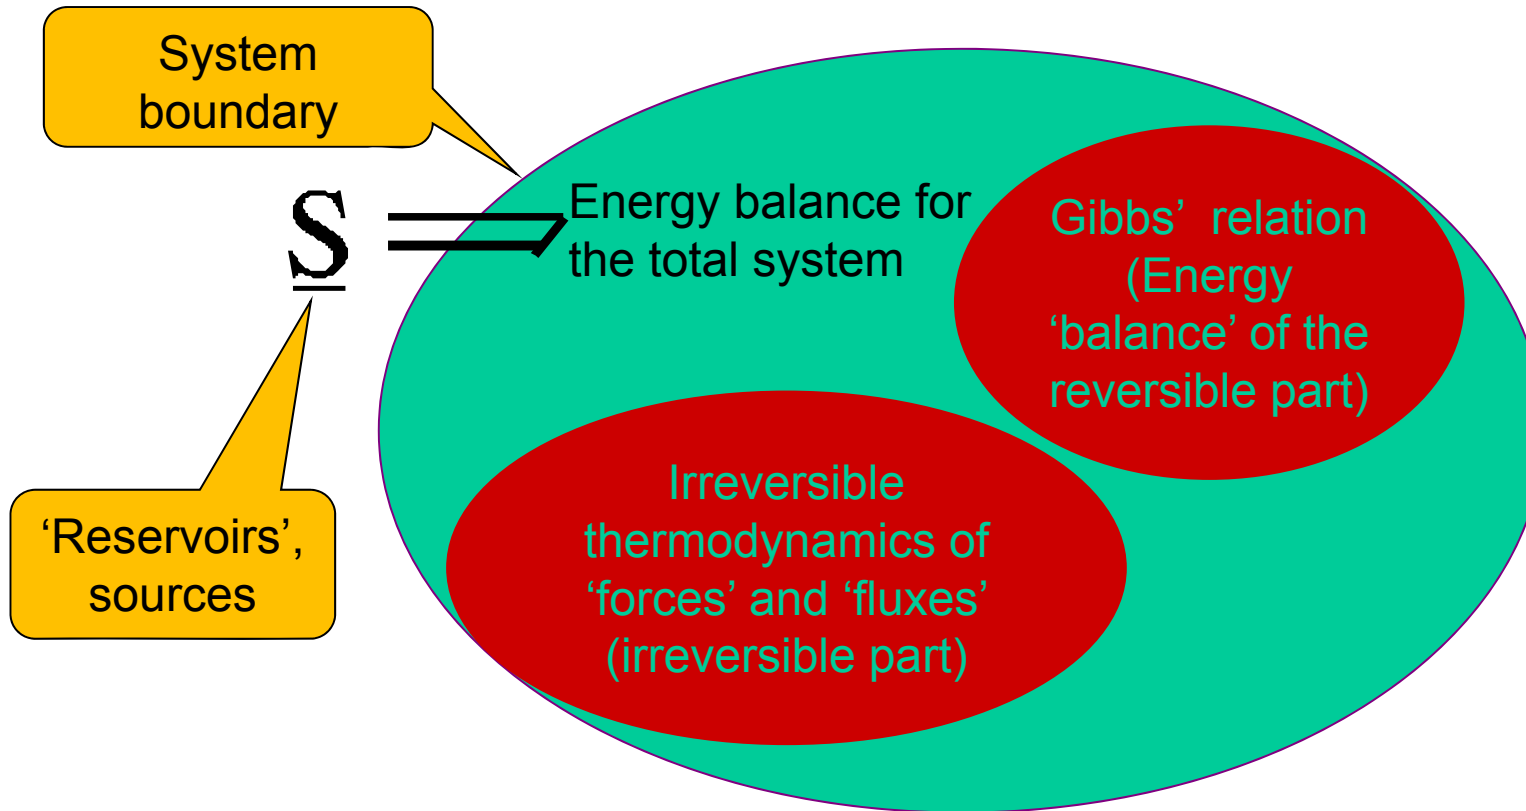 System
boundary
S
Energy balance for
the total system
Gibbs’ relation
(Energy
‘balance’ of the
reversible part)
Irreversible
thermodynamics of
‘forces’ and ‘fluxes’
(irreversible part)
‘Reservoirs’,
sources